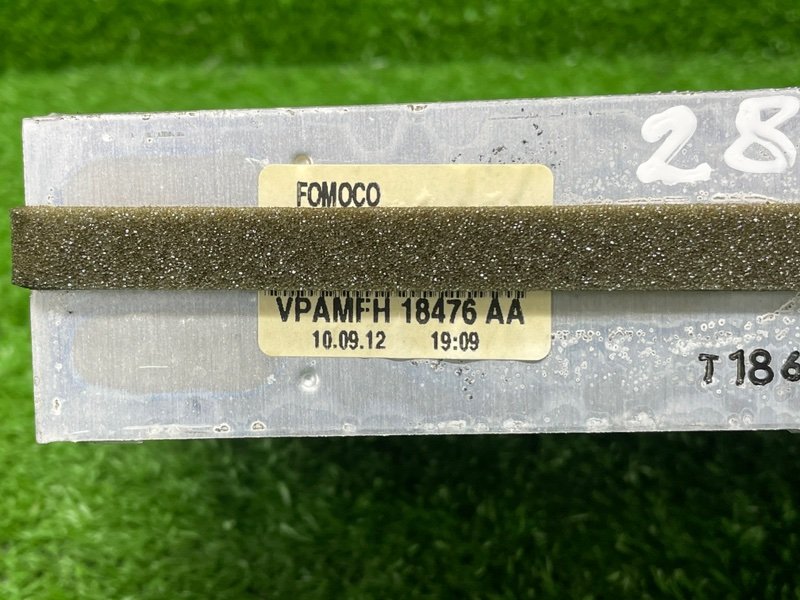 28
FOMOCO
VPAMFH 18476 AA
10.09.12 19:09
T186